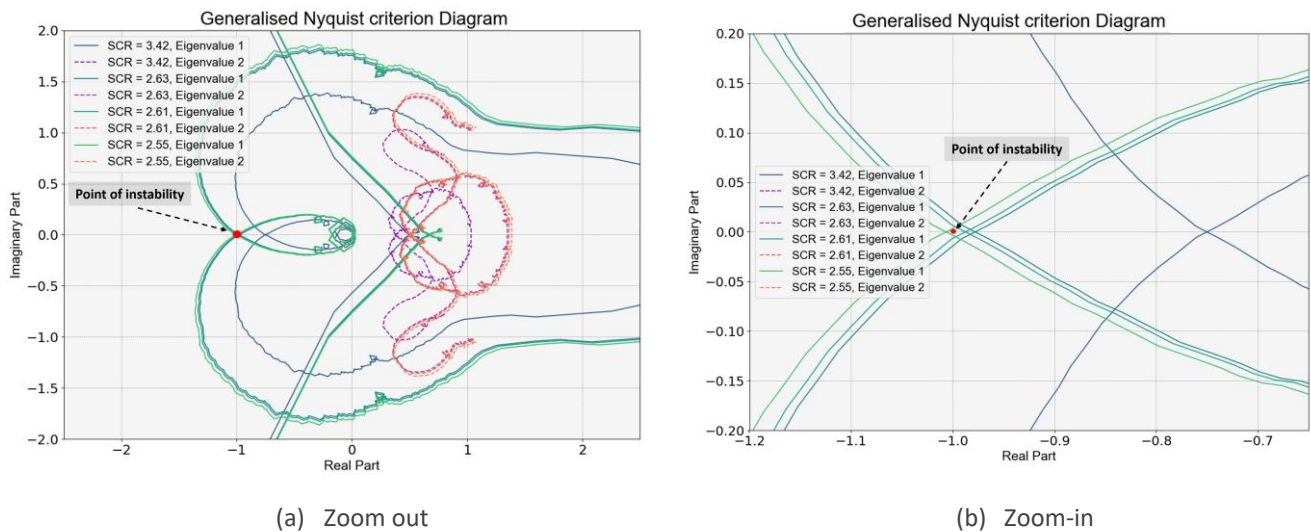 Generalised Nyquist criterion Diagram
2.0
1.5
1.0
0.5
0.0
−0.5
−1.0
−1.5
−2.0
Imaginary Part
SCR = 3.42, Eigenvalue 1
SCR = 3.42, Eigenvalue 2
SCR = 2.63, Eigenvalue 1
SCR = 2.63, Eigenvalue 2
SCR = 2.61, Eigenvalue 1
SCR = 2.61, Eigenvalue 2
SCR = 2.55, Eigenvalue 1
SCR = 2.55, Eigenvalue 2
Point of instability
−2
−1
0
1
2
Real Part
(a) Zoom out
Generalised Nyquist criterion Diagram
0.20
0.15
0.10
0.05
0.00
−0.05
−0.10
−0.15
−0.20
Imaginary Part
Point of instability
SCR = 3.42, Eigenvalue 1
SCR = 3.42, Eigenvalue 2
SCR = 2.63, Eigenvalue 1
SCR = 2.63, Eigenvalue 2
SCR = 2.61, Eigenvalue 1
SCR = 2.61, Eigenvalue 2
SCR = 2.55, Eigenvalue 1
SCR = 2.55, Eigenvalue 2
−1.2
−1.1
−1.0
−0.9
−0.8
−0.7
Real Part
(b) Zoom-in